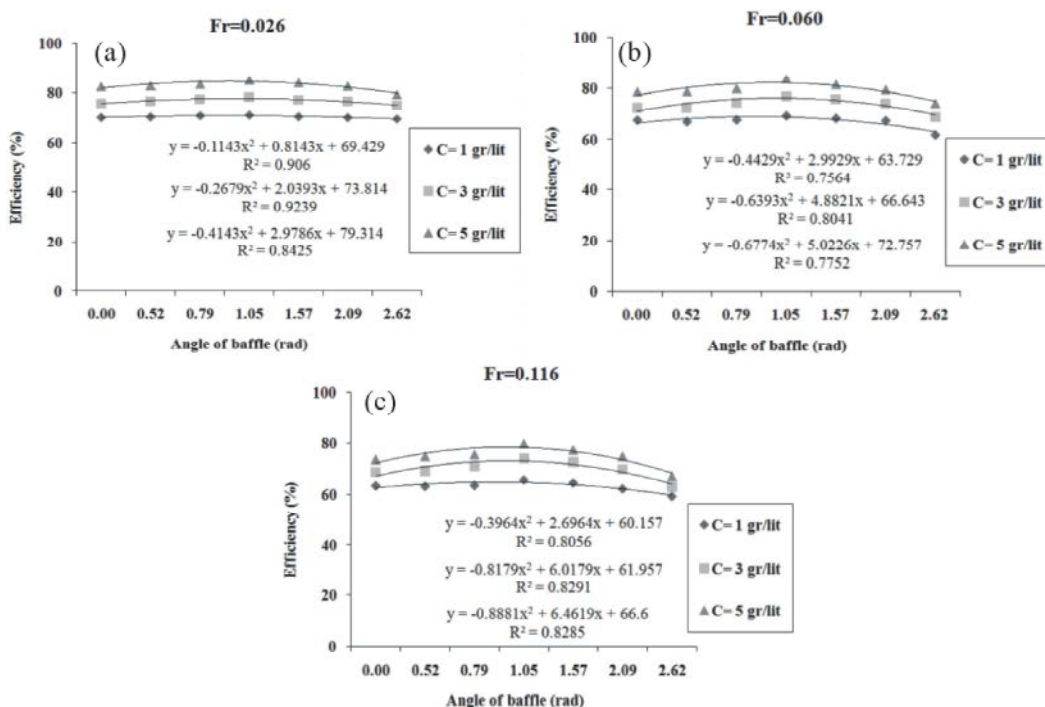 Fr=0.026
(a)
100
80
60
40
20
0
Efficiency (%)
y = -0.1143x² + 0.8143x + 69.429
R² = 0.906
y = -0.2679x² + 2.0393x + 73.814
R² = 0.9239
y = -0.4143x² + 2.9786x + 79.314
R² = 0.8425
C= 1 gr/lit
C= 3 gr/lit
C= 5 gr/lit
0.00 0.52 0.79 1.05 1.57 2.09 2.62
Angle of baffle (rad)
Fr=0.060
(b)
100
80
60
40
20
0
Efficiency (%)
y = -0.4429x² + 2.9929x + 63.729
R² = 0.7564
y = -0.6393x² + 4.8821x + 66.643
R² = 0.8041
y = -0.6774x² + 5.0226x + 72.757
R² = 0.7752
C= 1 gr/lit
C= 3 gr/lit
C= 5 gr/lit
0.00 0.52 0.79 1.05 1.57 2.09 2.62
Angle of baffle (rad)
Fr=0.116
(c)
100
80
60
40
20
0
Efficiency (%)
y = -0.3964x² + 2.6964x + 60.157
R² = 0.8056
y = -0.8179x² + 6.0179x + 61.957
R² = 0.8291
y = -0.8881x² + 6.4619x + 66.6
R² = 0.8285
C= 1 gr/lit
C= 3 gr/lit
C= 5 gr/lit
0.00 0.52 0.79 1.05 1.57 2.09 2.62
Angle of baffle (rad)